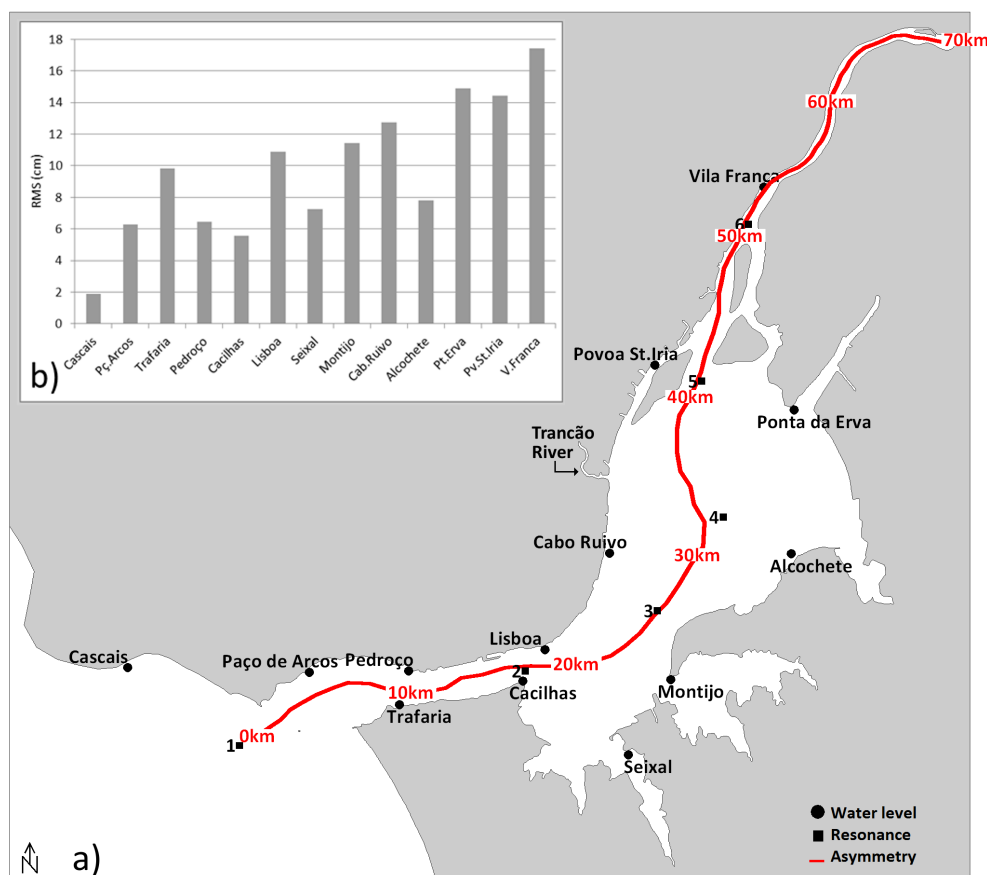 18
16
14
12
10
8
6
4
2
0
RMS (cm)
Cascais
Pç.Arcos
Trafaria
Pedroço
Cacilhas
Lisboa
Seixal
Montijo
Cab.Ruivo
Alcochete
Pt.Erva
Pv.St.Iria
V.Franca
b)
70km
60km
Vila Franca
6
50km
Povoa St.Iria
5
40km
Ponta da Erva
Trancão
River
4
Cabo Ruivo
30km
Alcochete
3
Lisboa
Cascais
Paço de Arcos
Pedroço
2
20km
10km
Cacilhas
Montijo
Trafaria
1
0km
Seixal
Water level
Resonance
Asymmetry
N
a)